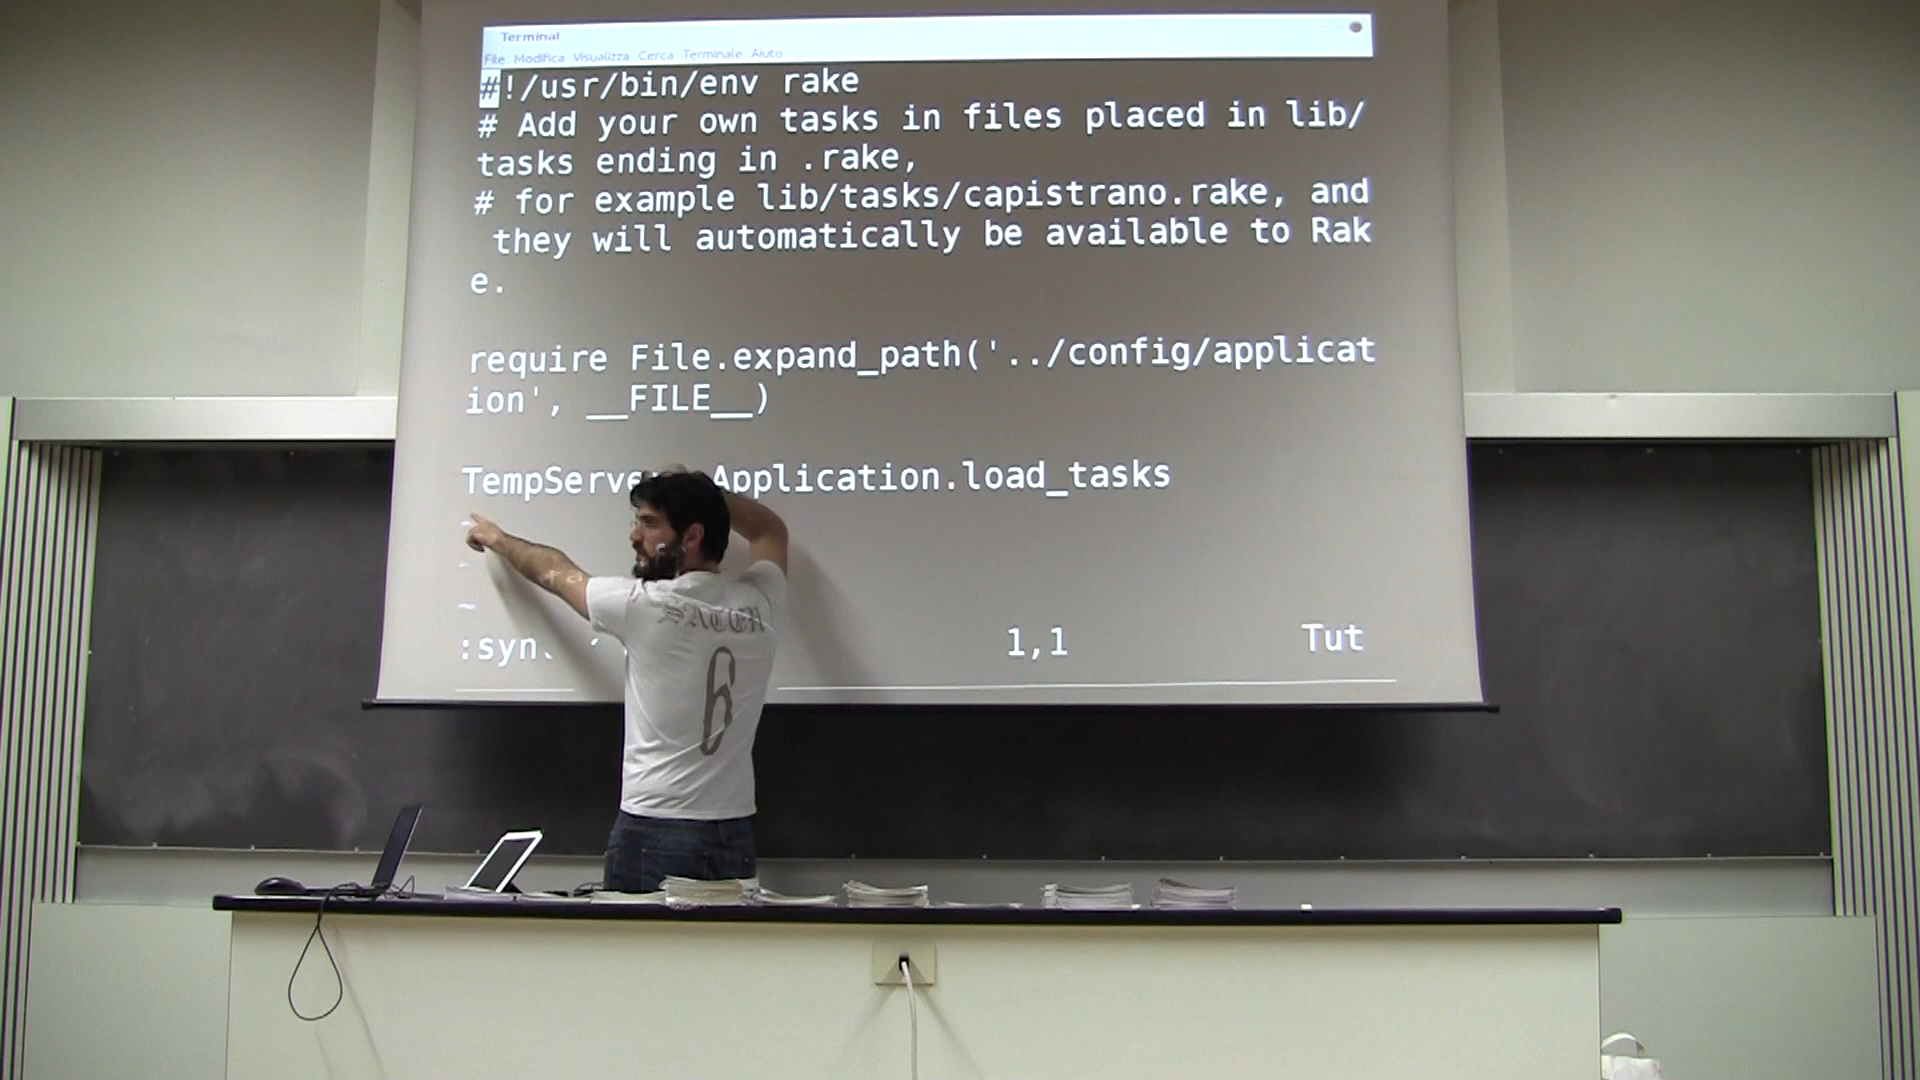 Terminal
File Modifica Visualizza Cerca Terminale Aiuto
#!/usr/bin/env rake
# Add your own tasks in files placed in lib/
tasks ending in .rake,
# for example lib/tasks/capistrano.rake, and
they will automatically be available to Rak
e.
require File.expand_path('../config/applicat
ion', __FILE__)
TempServe Application.load_tasks
~
~
~
:syn 1,1 Tut
6